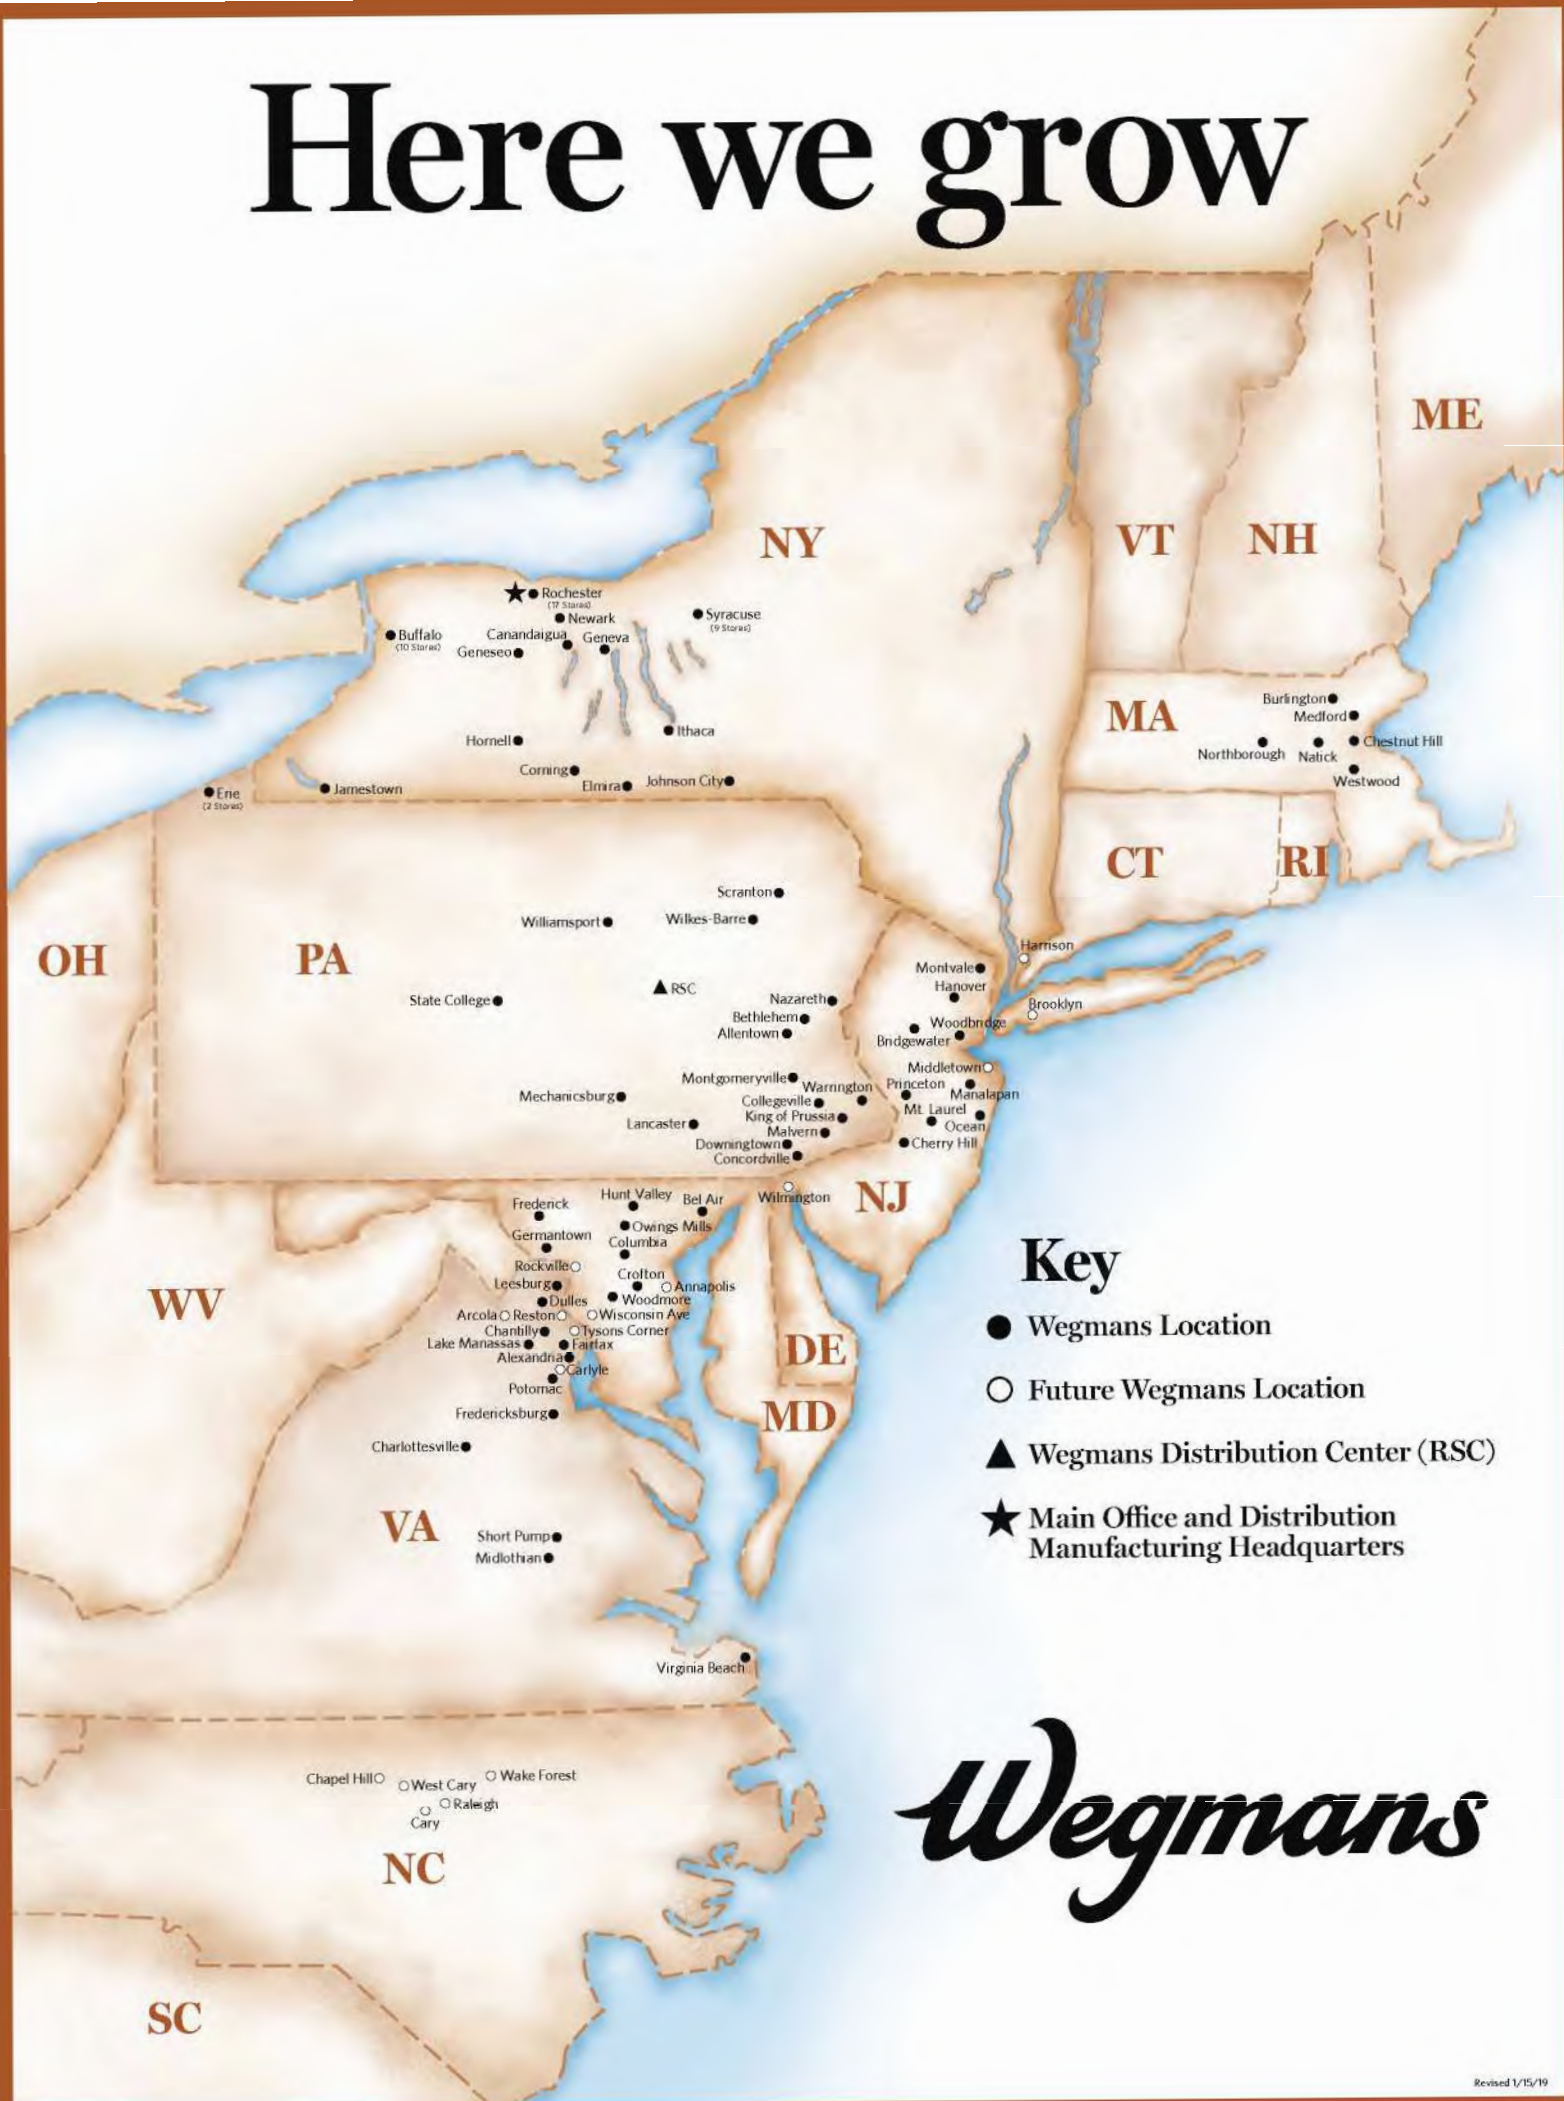 Here we grow
ME
NY
VT
NH
Rochester
(17 Stores)
Newark
Syracuse
(9 Stores)
Buffalo
(10 Stores)
Canandaigua
Geneva
Geneseo
Ithaca
Hornell
Corning
Elmira
Johnson City
Jamestown
Erie
(2 Stores)
MA
Burlington
Medford
Chestnut Hill
Northborough
Natick
Westwood
CT
RI
OH
PA
Scranton
Williamsport
Wilkes-Barre
RSC
State College
Nazareth
Bethlehem
Allentown
Montgomeryville
Warrington
Mechanicsburg
Collegeville
King of Prussia
Lancaster
Malvern
Downingtown
Concordville
Harrison
Montvale
Hanover
Brooklyn
Woodbridge
Bridgewater
Middletown
Princeton
Manalapan
Mt. Laurel
Ocean
Cherry Hill
NJ
Wilmington
Frederick
Hunt Valley
Bel Air
Owings Mills
Germantown
Columbia
Rockville
Crofton
Leesburg
Annapolis
Dulles
Woodmore
Arcola
Reston
Wisconsin Ave
Chantilly
Tysons Corner
Lake Manassas
Fairfax
Alexandria
Carlyle
Potomac
Fredericksburg
Charlottesville
WV
DE
MD
VA
Short Pump
Midlothian
Virginia Beach
Chapel Hill
West Cary
Wake Forest
Raleigh
Cary
NC
SC
Key
Wegmans Location
Future Wegmans Location
Wegmans Distribution Center (RSC)
Main Office and Distribution
Manufacturing Headquarters
Wegmans
Revised 1/15/19